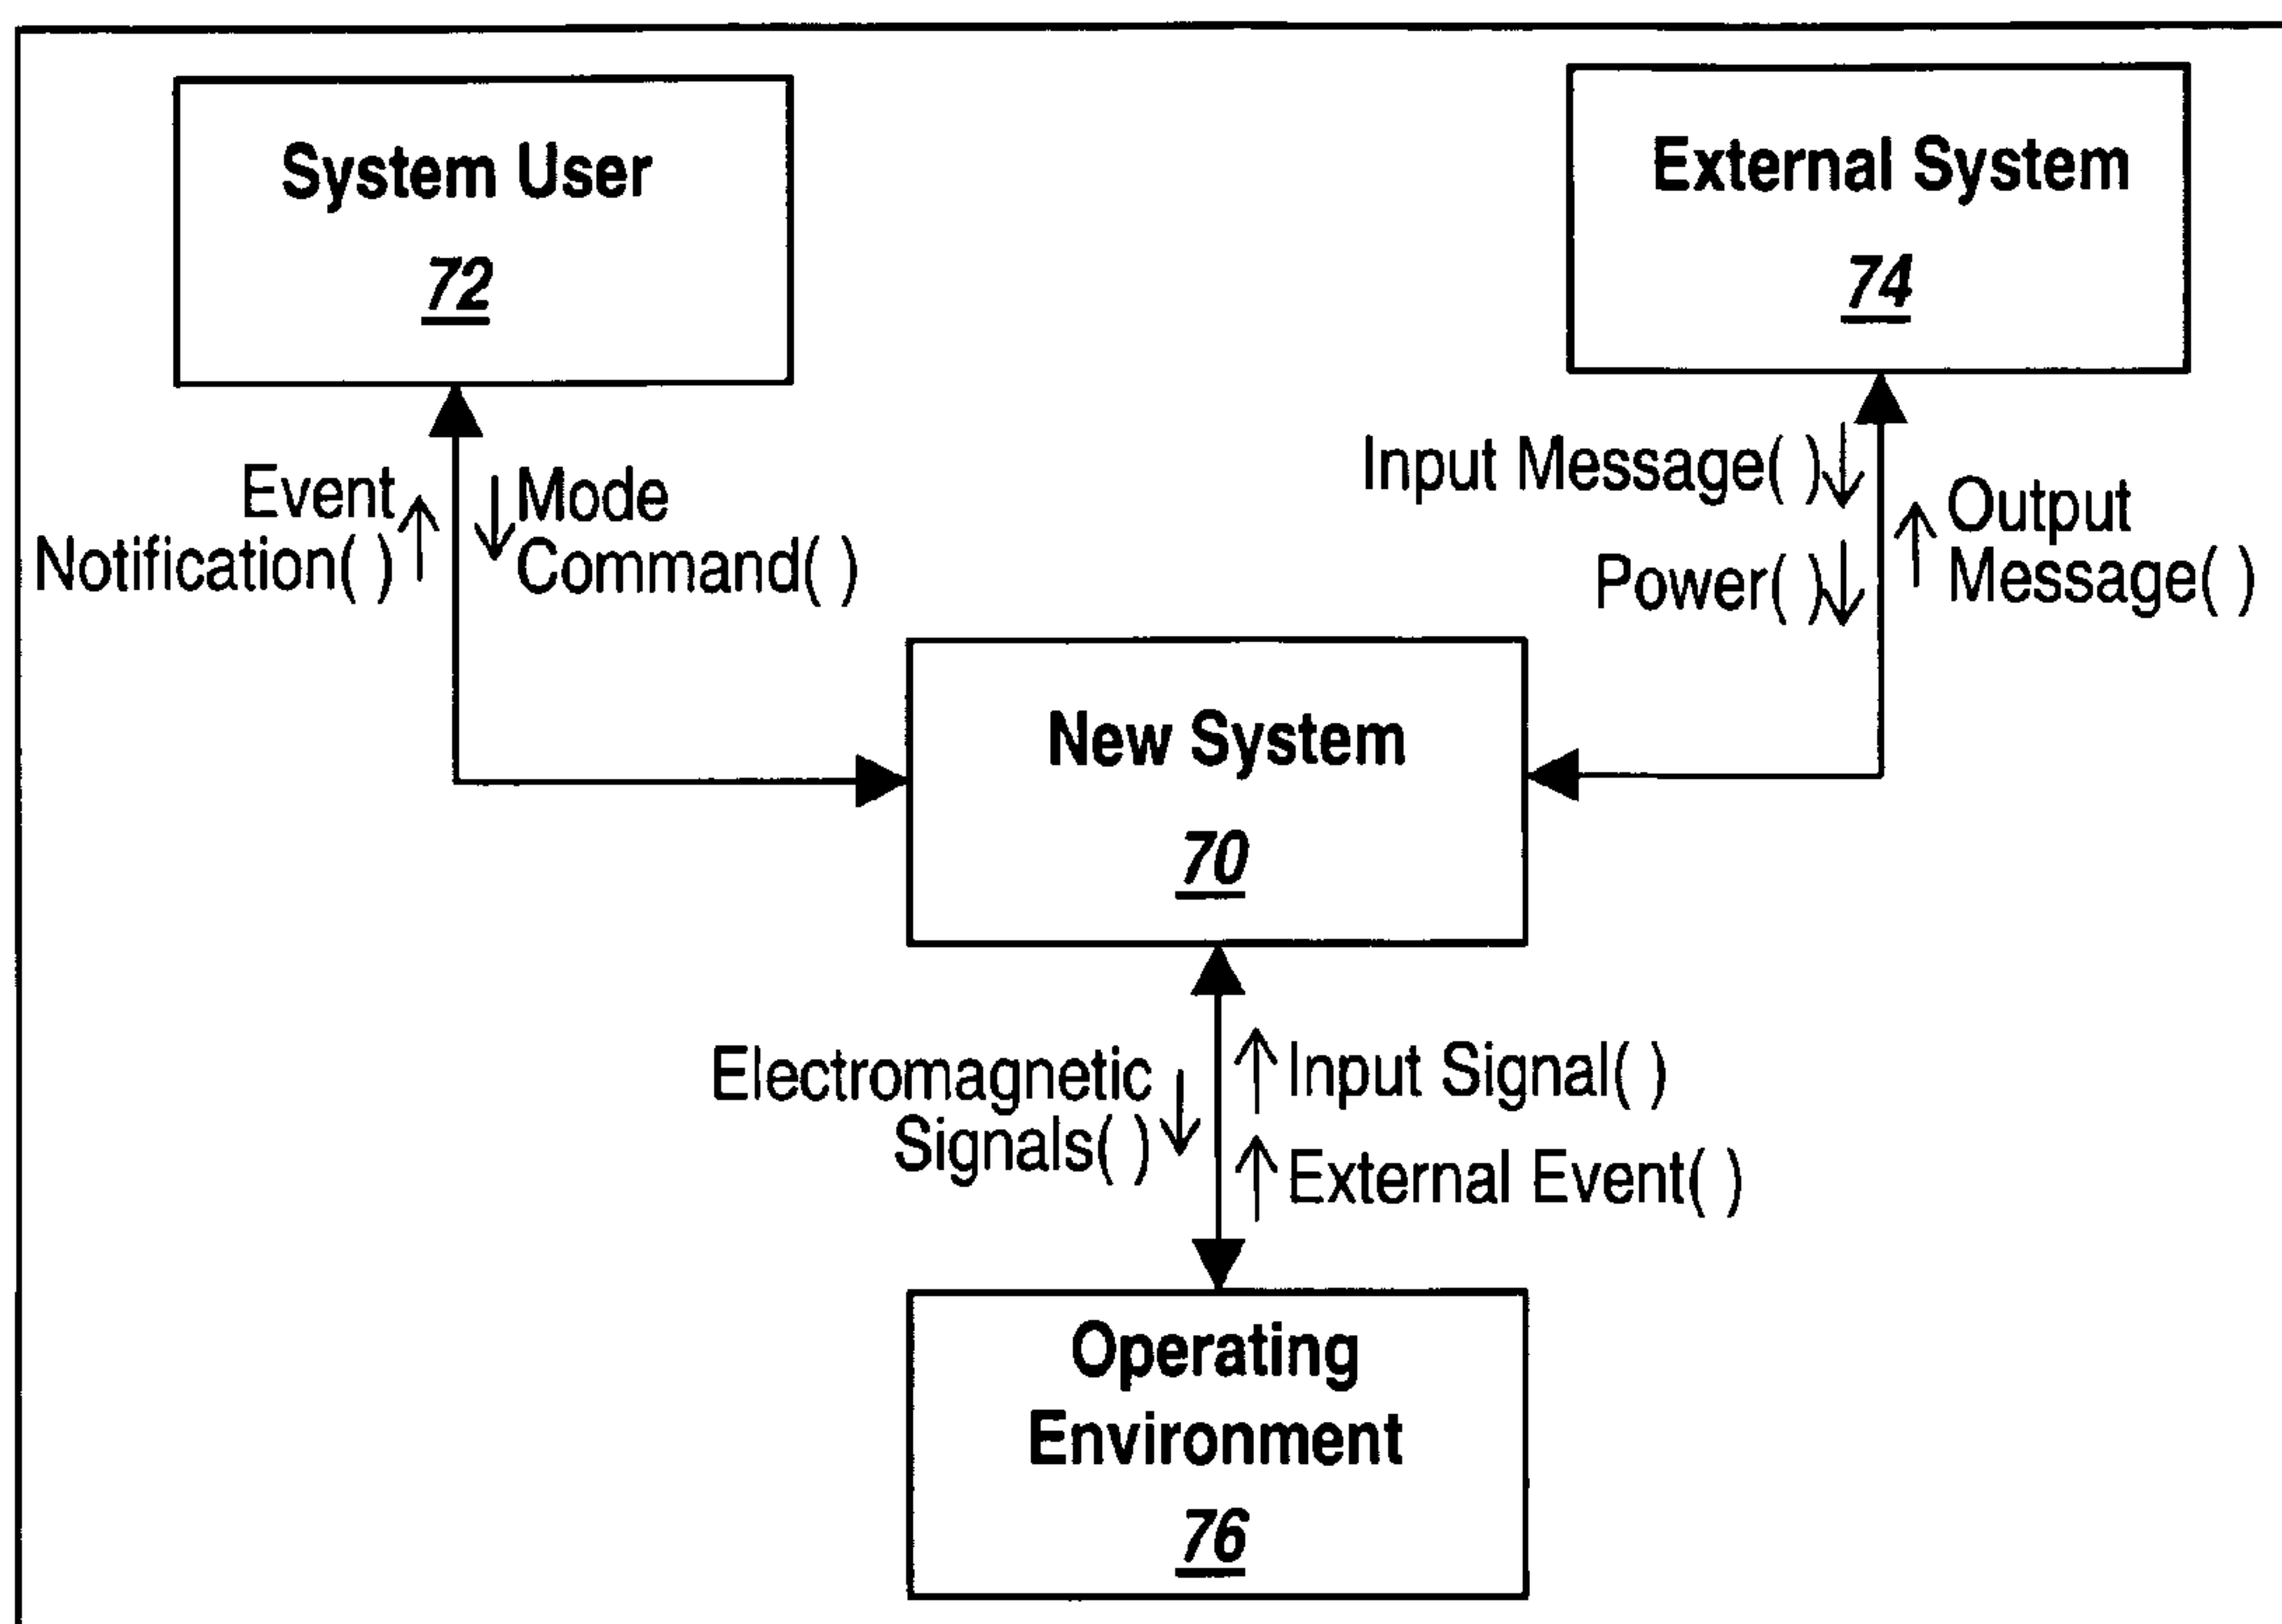 System User
72
External System
74
Event
Notification( )
Mode
Command( )
Input Message( )
Power( )
Output
Message( )
New System
70
Electromagnetic
Signals( )
Input Signal( )
External Event( )
Operating
Environment
76